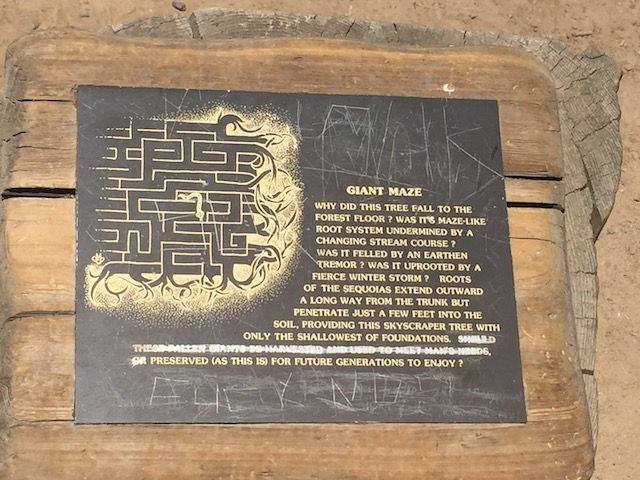 GIANT MAZE
WHY DID THIS TREE FALL TO THE
FOREST FLOOR ? WAS IT'S MAZE-LIKE
ROOT SYSTEM UNDERMINED BY A
CHANGING STREAM COURSE ?
WAS IT FELLED BY AN EARTHEN
TREMOR ? WAS IT UPROOTED BY A
FIERCE WINTER STORM ? ROOTS
OF THE SEQUOIAS EXTEND OUTWARD
A LONG WAY FROM THE TRUNK BUT
PENETRATE JUST A FEW FEET INTO THE
SOIL, PROVIDING THIS SKYSCRAPER TREE WITH
ONLY THE SHALLOWEST OF FOUNDATIONS. SHOULD
THESE FALLEN GIANTS BE HARVESTED AND USED TO MEET MAN'S NEEDS,
OR PRESERVED (AS THIS IS) FOR FUTURE GENERATIONS TO ENJOY ?